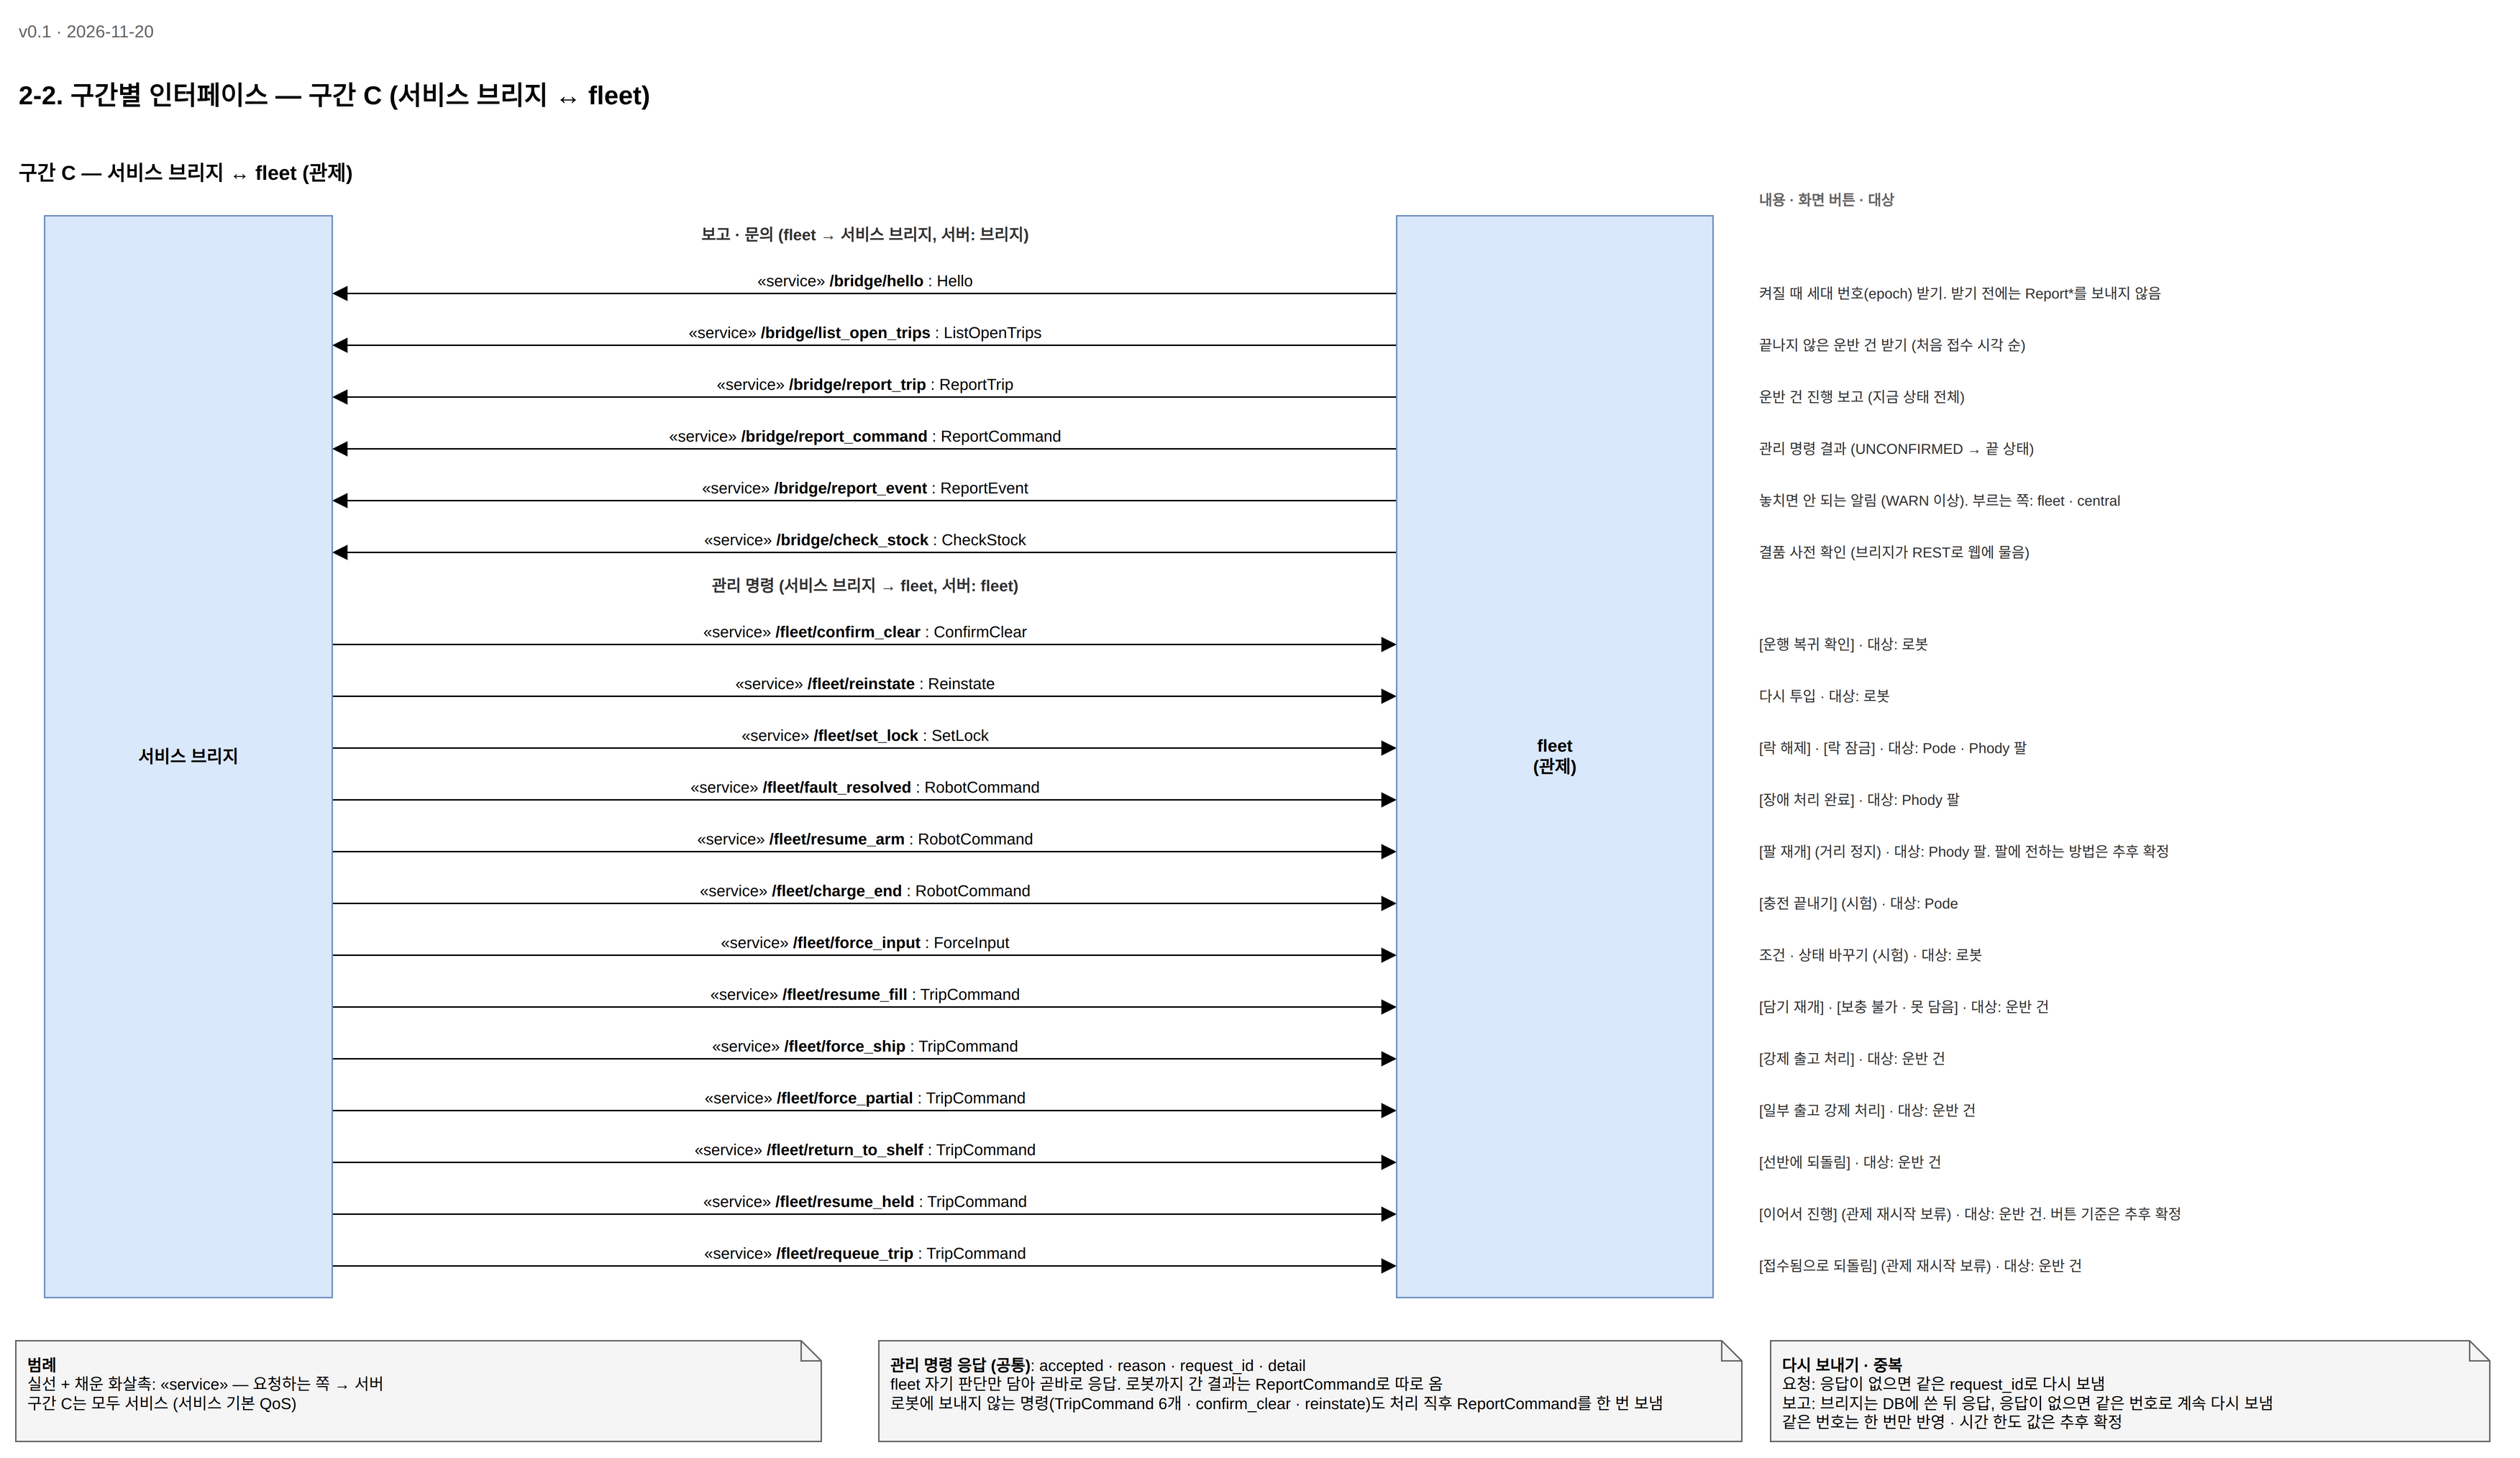 v0.1 · 2026-11-20
2-2. 구간별 인터페이스 — 구간 C (서비스 브리지 ↔ fleet)
구간 C — 서비스 브리지 ↔ fleet (관제)
내용 · 화면 버튼 · 대상
보고 · 문의 (fleet → 서비스 브리지, 서버: 브리지)
«service» /bridge/hello : Hello
켜질 때 세대 번호(epoch) 받기. 받기 전에는 Report*를 보내지 않음
«service» /bridge/list_open_trips : ListOpenTrips
끝나지 않은 운반 건 받기 (처음 접수 시각 순)
«service» /bridge/report_trip : ReportTrip
운반 건 진행 보고 (지금 상태 전체)
«service» /bridge/report_command : ReportCommand
관리 명령 결과 (UNCONFIRMED → 끝 상태)
«service» /bridge/report_event : ReportEvent
놓치면 안 되는 알림 (WARN 이상). 부르는 쪽: fleet · central
«service» /bridge/check_stock : CheckStock
결품 사전 확인 (브리지가 REST로 웹에 물음)
관리 명령 (서비스 브리지 → fleet, 서버: fleet)
«service» /fleet/confirm_clear : ConfirmClear
[운행 복귀 확인] · 대상: 로봇
«service» /fleet/reinstate : Reinstate
다시 투입 · 대상: 로봇
«service» /fleet/set_lock : SetLock
[락 해제] · [락 잠금] · 대상: Pode · Phody 팔
서비스 브리지
fleet
(관제)
«service» /fleet/fault_resolved : RobotCommand
[장애 처리 완료] · 대상: Phody 팔
«service» /fleet/resume_arm : RobotCommand
[팔 재개] (거리 정지) · 대상: Phody 팔. 팔에 전하는 방법은 추후 확정
«service» /fleet/charge_end : RobotCommand
[충전 끝내기] (시험) · 대상: Pode
«service» /fleet/force_input : ForceInput
조건 · 상태 바꾸기 (시험) · 대상: 로봇
«service» /fleet/resume_fill : TripCommand
[담기 재개] · [보충 불가 · 못 담음] · 대상: 운반 건
«service» /fleet/force_ship : TripCommand
[강제 출고 처리] · 대상: 운반 건
«service» /fleet/force_partial : TripCommand
[일부 출고 강제 처리] · 대상: 운반 건
«service» /fleet/return_to_shelf : TripCommand
[선반에 되돌림] · 대상: 운반 건
«service» /fleet/resume_held : TripCommand
[이어서 진행] (관제 재시작 보류) · 대상: 운반 건. 버튼 기준은 추후 확정
«service» /fleet/requeue_trip : TripCommand
[접수됨으로 되돌림] (관제 재시작 보류) · 대상: 운반 건
범례
실선 + 채운 화살촉: «service» — 요청하는 쪽 → 서버
구간 C는 모두 서비스 (서비스 기본 QoS)
관리 명령 응답 (공통): accepted · reason · request_id · detail
fleet 자기 판단만 담아 곧바로 응답. 로봇까지 간 결과는 ReportCommand로 따로 옴
로봇에 보내지 않는 명령(TripCommand 6개 · confirm_clear · reinstate)도 처리 직후 ReportCommand를 한 번 보냄
다시 보내기 · 중복
요청: 응답이 없으면 같은 request_id로 다시 보냄
보고: 브리지는 DB에 쓴 뒤 응답, 응답이 없으면 같은 번호로 계속 다시 보냄
같은 번호는 한 번만 반영 · 시간 한도 값은 추후 확정